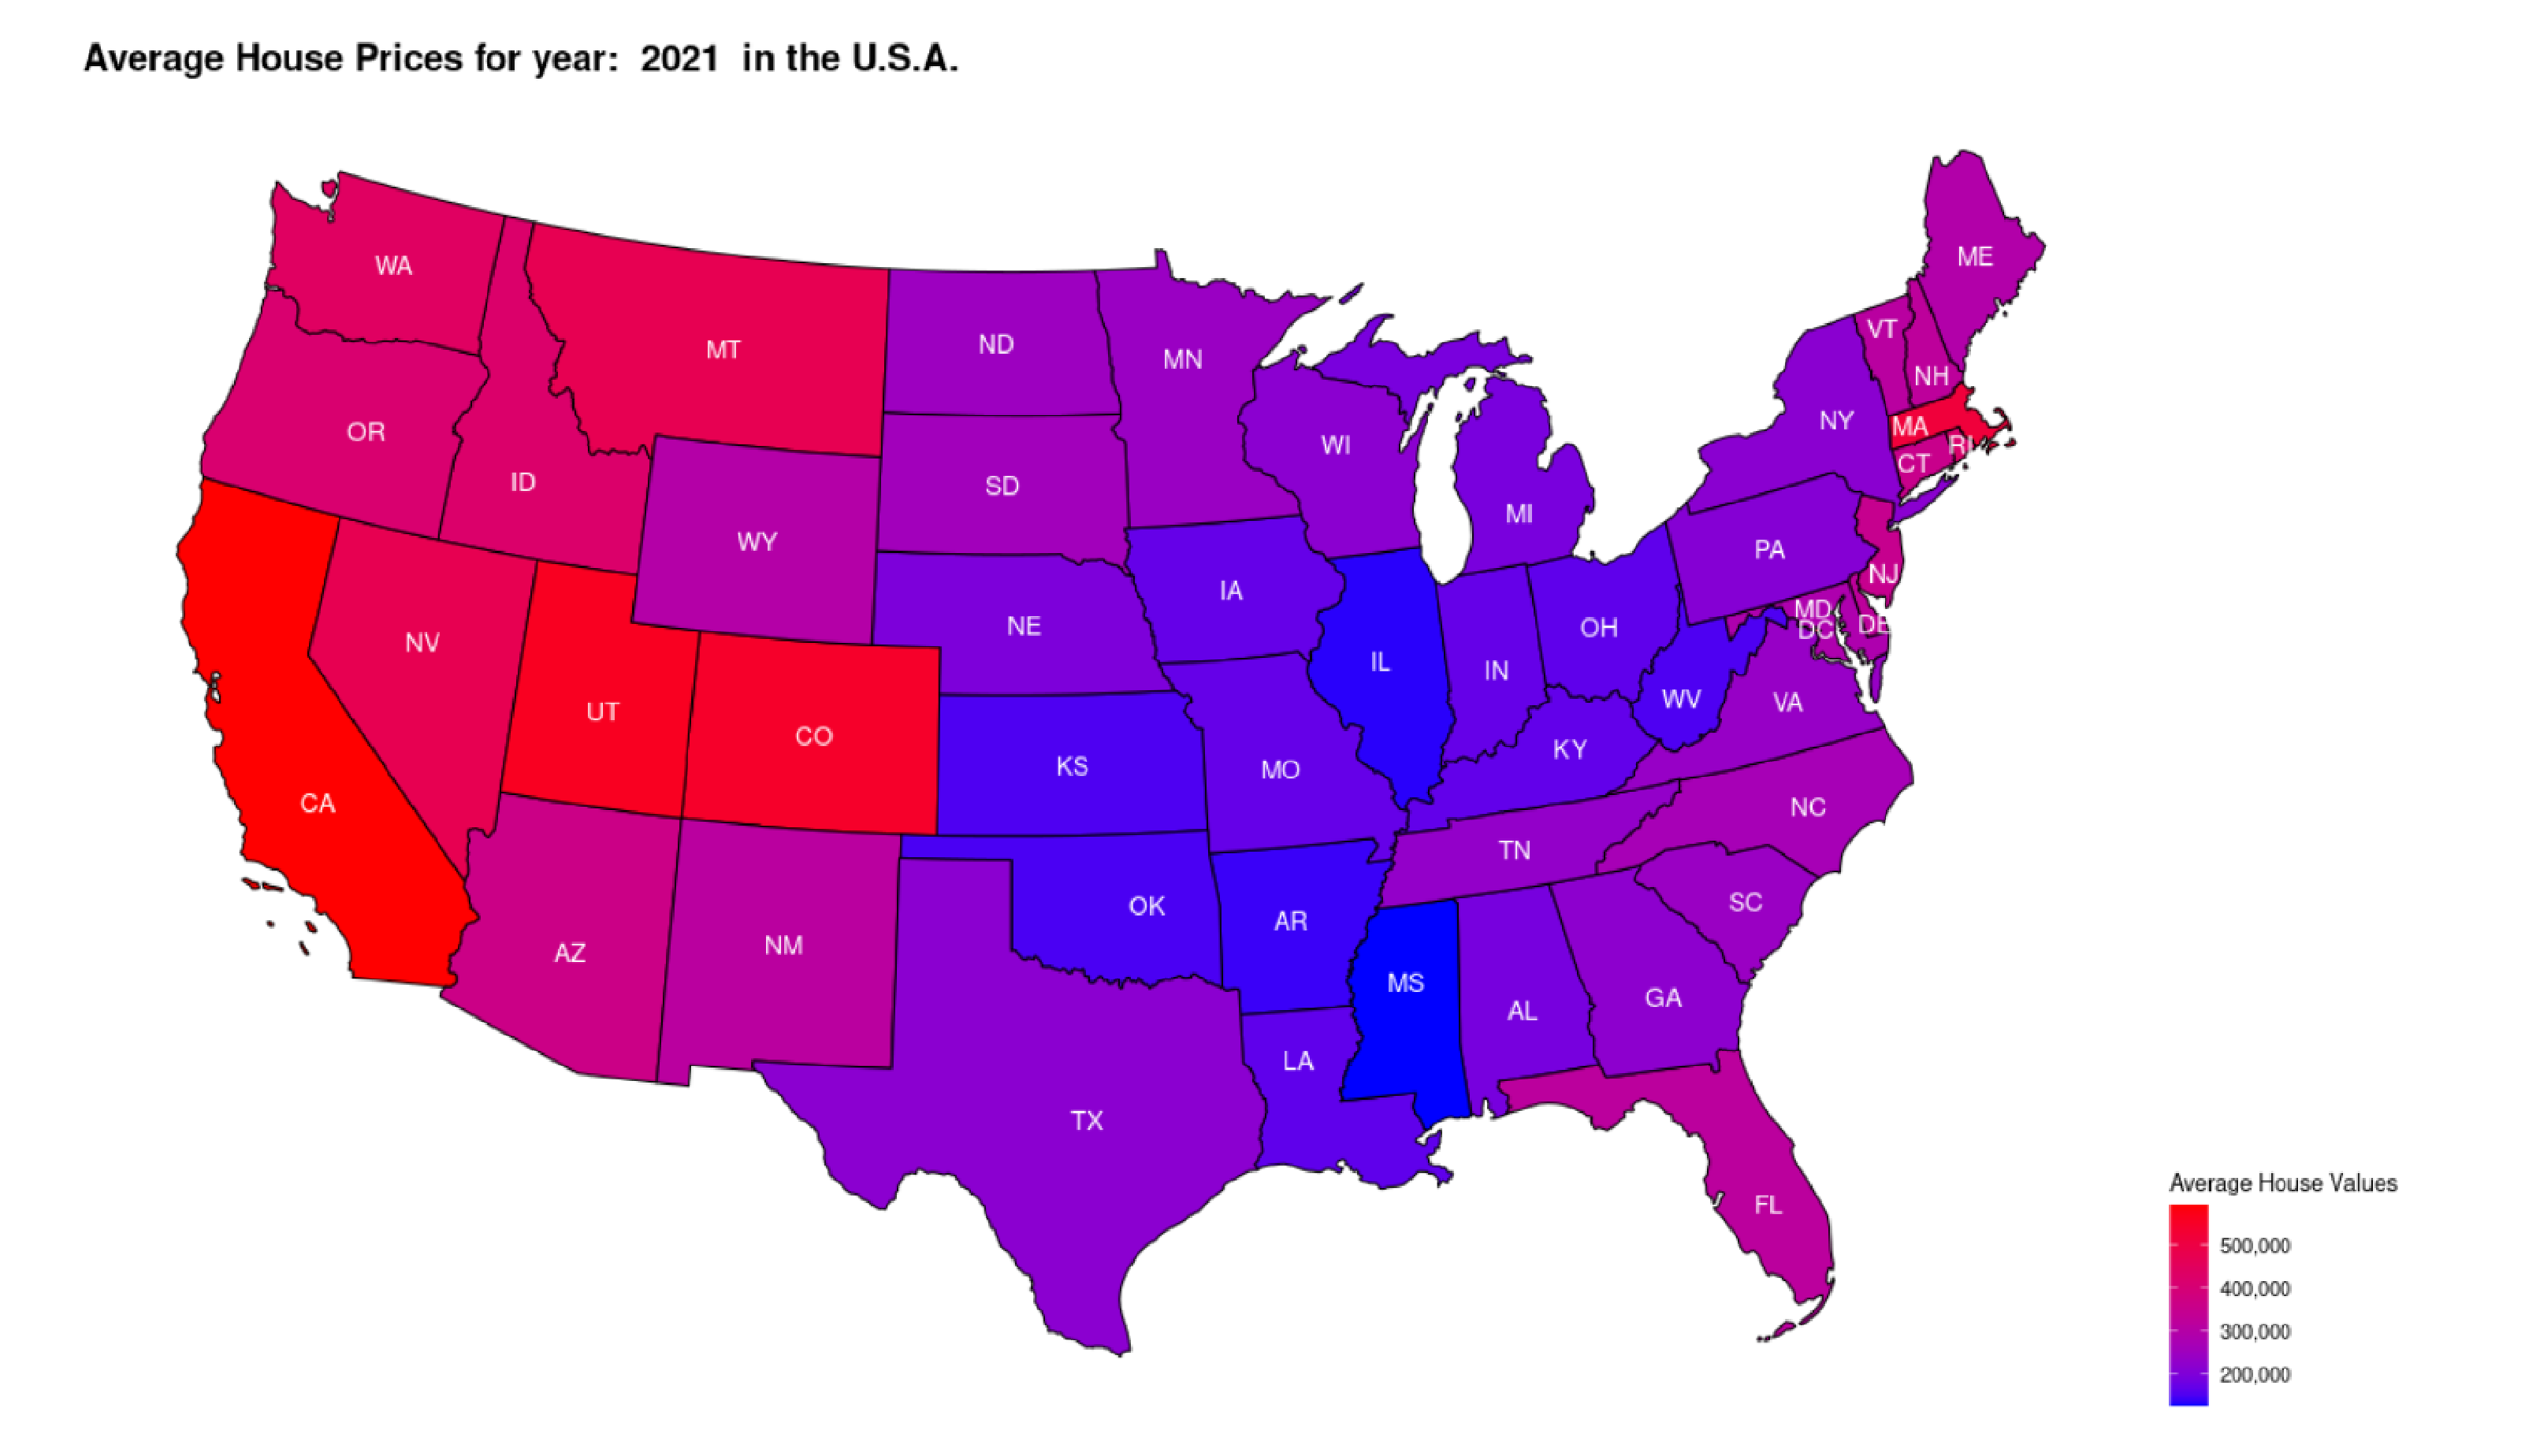 Average House Prices for year:  2021  in the U.S.A.
WA
ME
VT
MT
ND
MN
NH
OR
NY
MA
WI
RI
CT
ID
SD
MI
WY
PA
NJ
IA
MD
DE
NE
OH
DC
NV
IL
IN
WV
VA
UT
CO
KY
KS
MO
CA
NC
TN
SC
OK
AR
NM
AZ
MS
GA
AL
LA
TX
FL
Average House Values
500,000
400,000
300,000
200,000